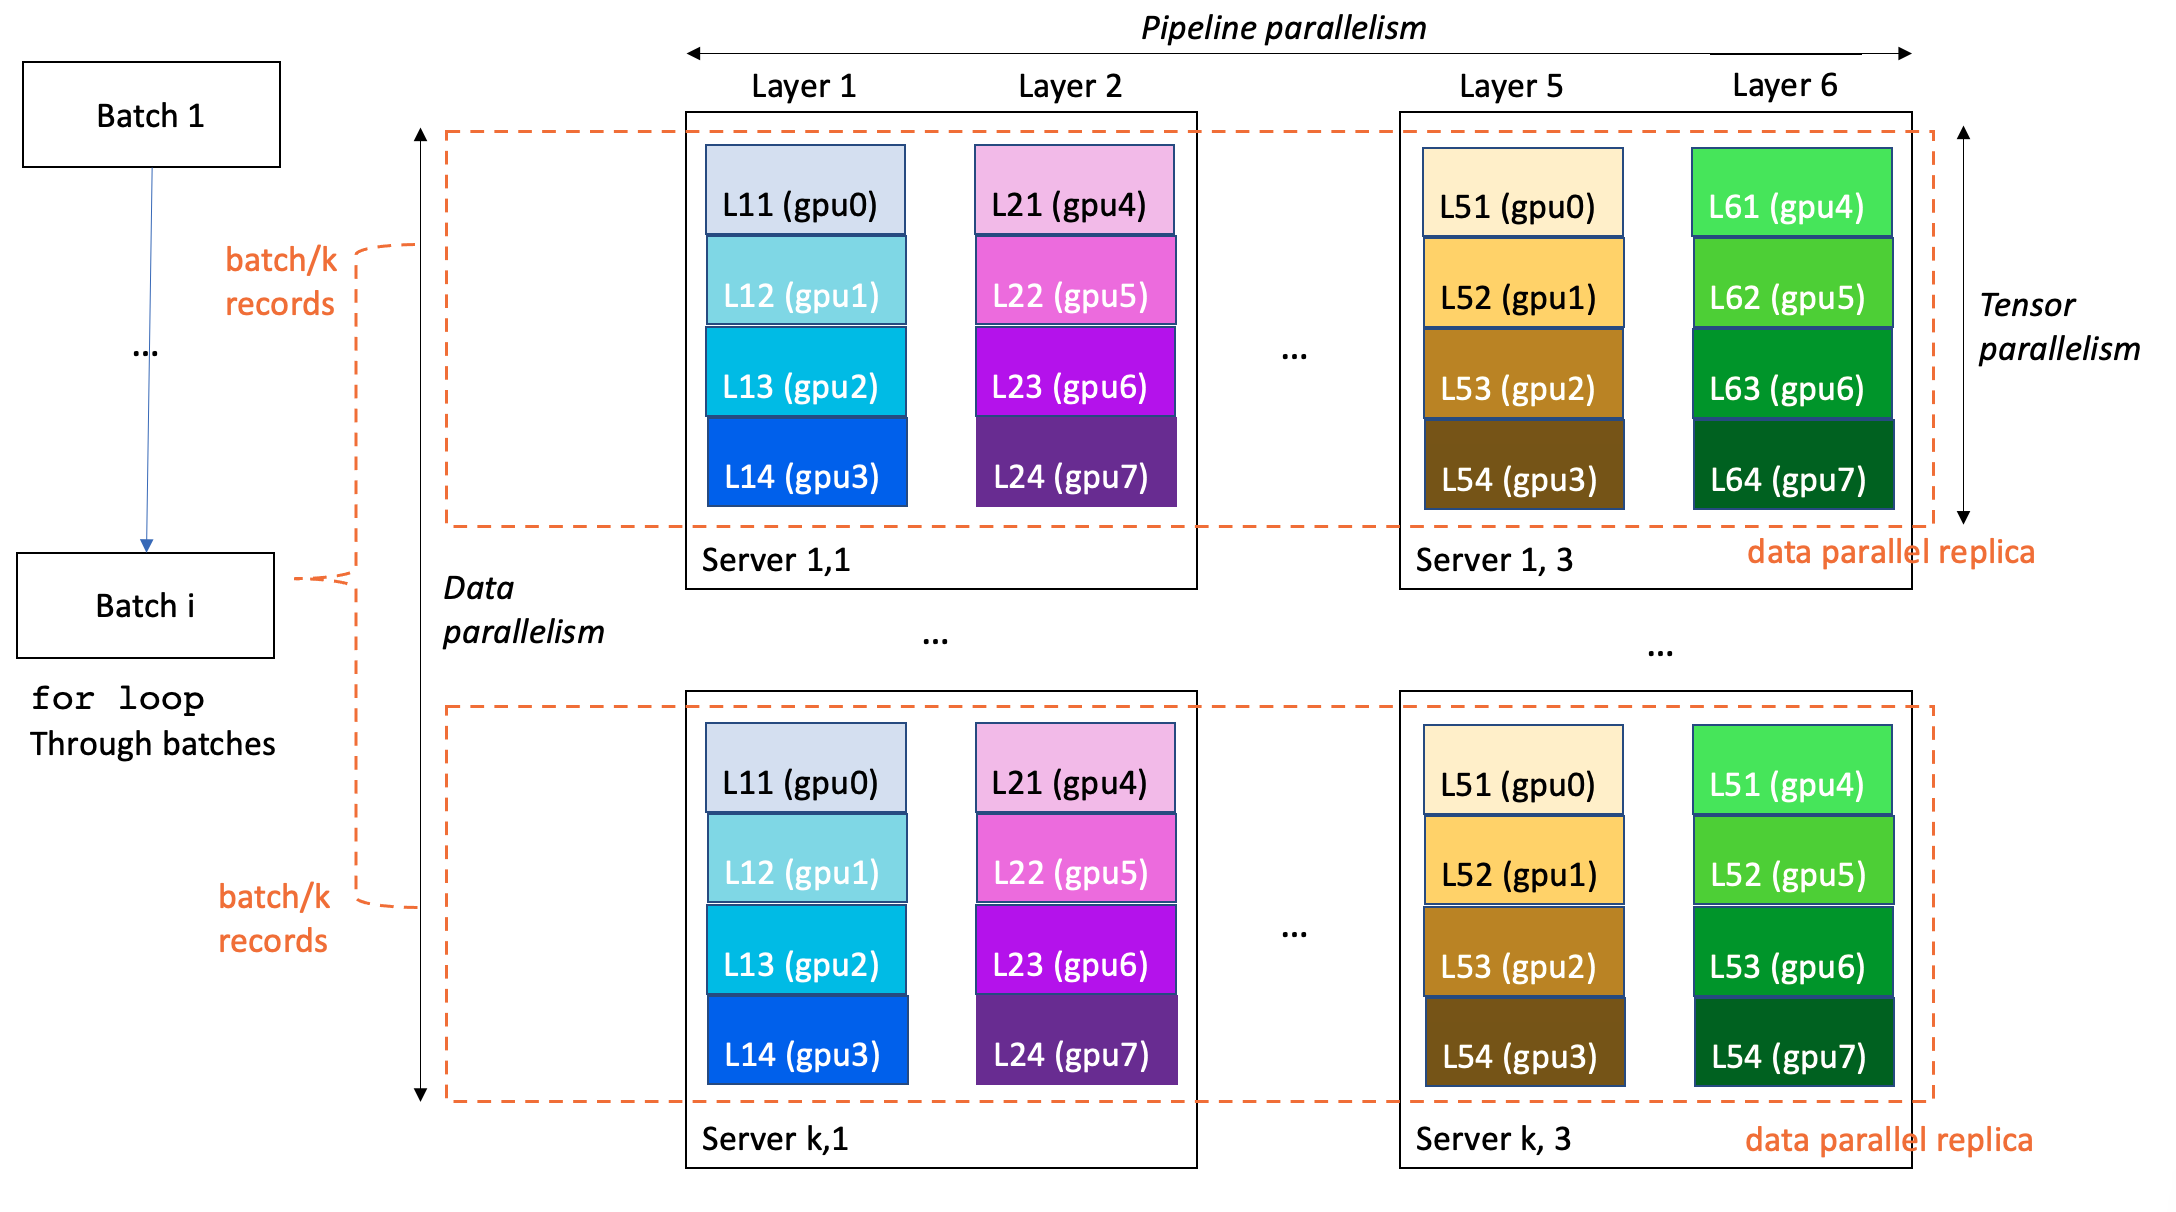 Pipeline parallelism
Layer 1
Layer 2
Layer 5
Layer 6
Batch 1
...
Batch i
for loop
Through batches
batch/k
records
batch/k
records
Data
parallelism
Tensor
parallelism
L11 (gpu0)
L12 (gpu1)
L13 (gpu2)
L14 (gpu3)
L21 (gpu4)
L22 (gpu5)
L23 (gpu6)
L24 (gpu7)
Server 1,1
...
L51 (gpu0)
L52 (gpu1)
L53 (gpu2)
L54 (gpu3)
L61 (gpu4)
L62 (gpu5)
L63 (gpu6)
L64 (gpu7)
Server 1, 3
data parallel replica
...
...
L11 (gpu0)
L12 (gpu1)
L13 (gpu2)
L14 (gpu3)
L21 (gpu4)
L22 (gpu5)
L23 (gpu6)
L24 (gpu7)
Server k,1
...
L51 (gpu0)
L52 (gpu1)
L53 (gpu2)
L54 (gpu3)
L51 (gpu4)
L52 (gpu5)
L53 (gpu6)
L54 (gpu7)
Server k, 3
data parallel replica